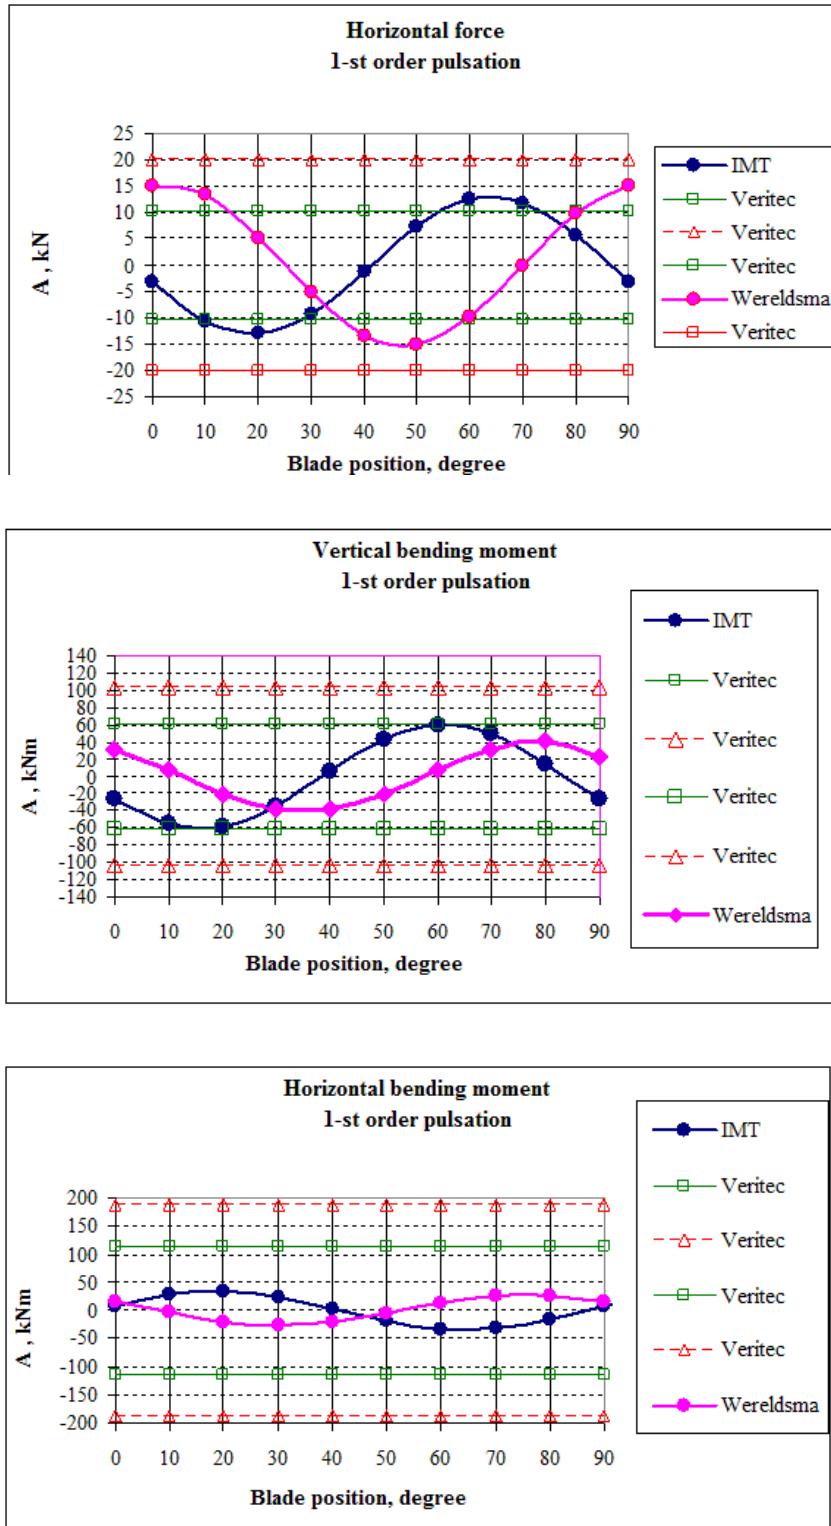 Horizontal force
1-st order pulsation
25
20
15
10
5
0
-5
-10
-15
-20
-25
A , kN
0 10 20 30 40 50 60 70 80 90
Blade position, degree
IMT
Veritec
Veritec
Veritec
Wereldsma
Veritec
Vertical bending moment
1-st order pulsation
140
120
100
80
60
40
20
0
-20
-40
-60
-80
-100
-120
-140
A , kNm
0 10 20 30 40 50 60 70 80 90
Blade position, degree
IMT
Veritec
Veritec
Veritec
Veritec
Wereldsma
Horizontal bending moment
1-st order pulsation
200
150
100
50
0
-50
-100
-150
-200
A , kNm
0 10 20 30 40 50 60 70 80 90
Blade position, degree
IMT
Veritec
Veritec
Veritec
Veritec
Wereldsma